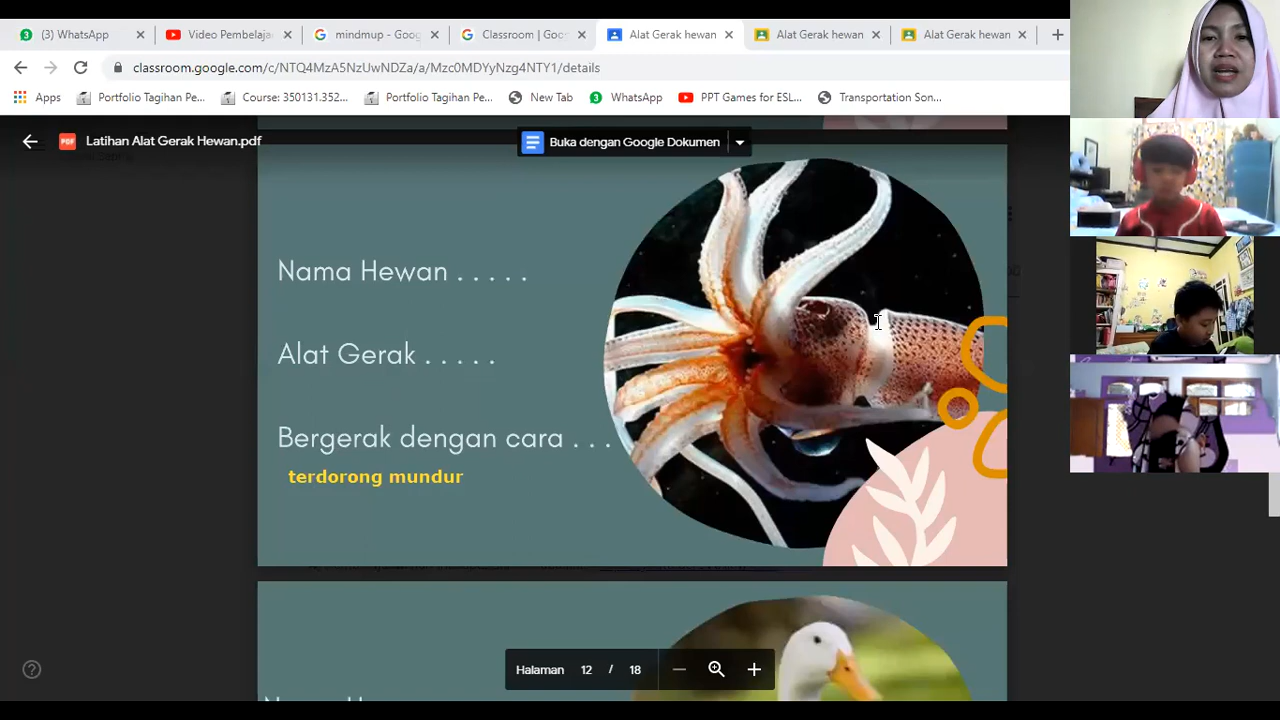 (3) WhatsApp
Video Pembelaja
mindmup - Goog
Classroom | Goo
Alat Gerak hewan
Alat Gerak hewan
Alat Gerak hewan
classroom.google.com/c/NTQ4MzA5NzUwNDZa/a/Mzc0MDYyNzg4NTY1/details
Apps
Portfolio Tagihan Pe...
Course: 350131.352...
Portfolio Tagihan Pe...
New Tab
WhatsApp
PPT Games for ESL...
Transportation Son...
PDF
Latihan Alat Gerak Hewan.pdf
Buka dengan Google Dokumen
Nama Hewan . . . . .
Alat Gerak . . . . .
Bergerak dengan cara . . .
terdorong mundur
Halaman 12 / 18